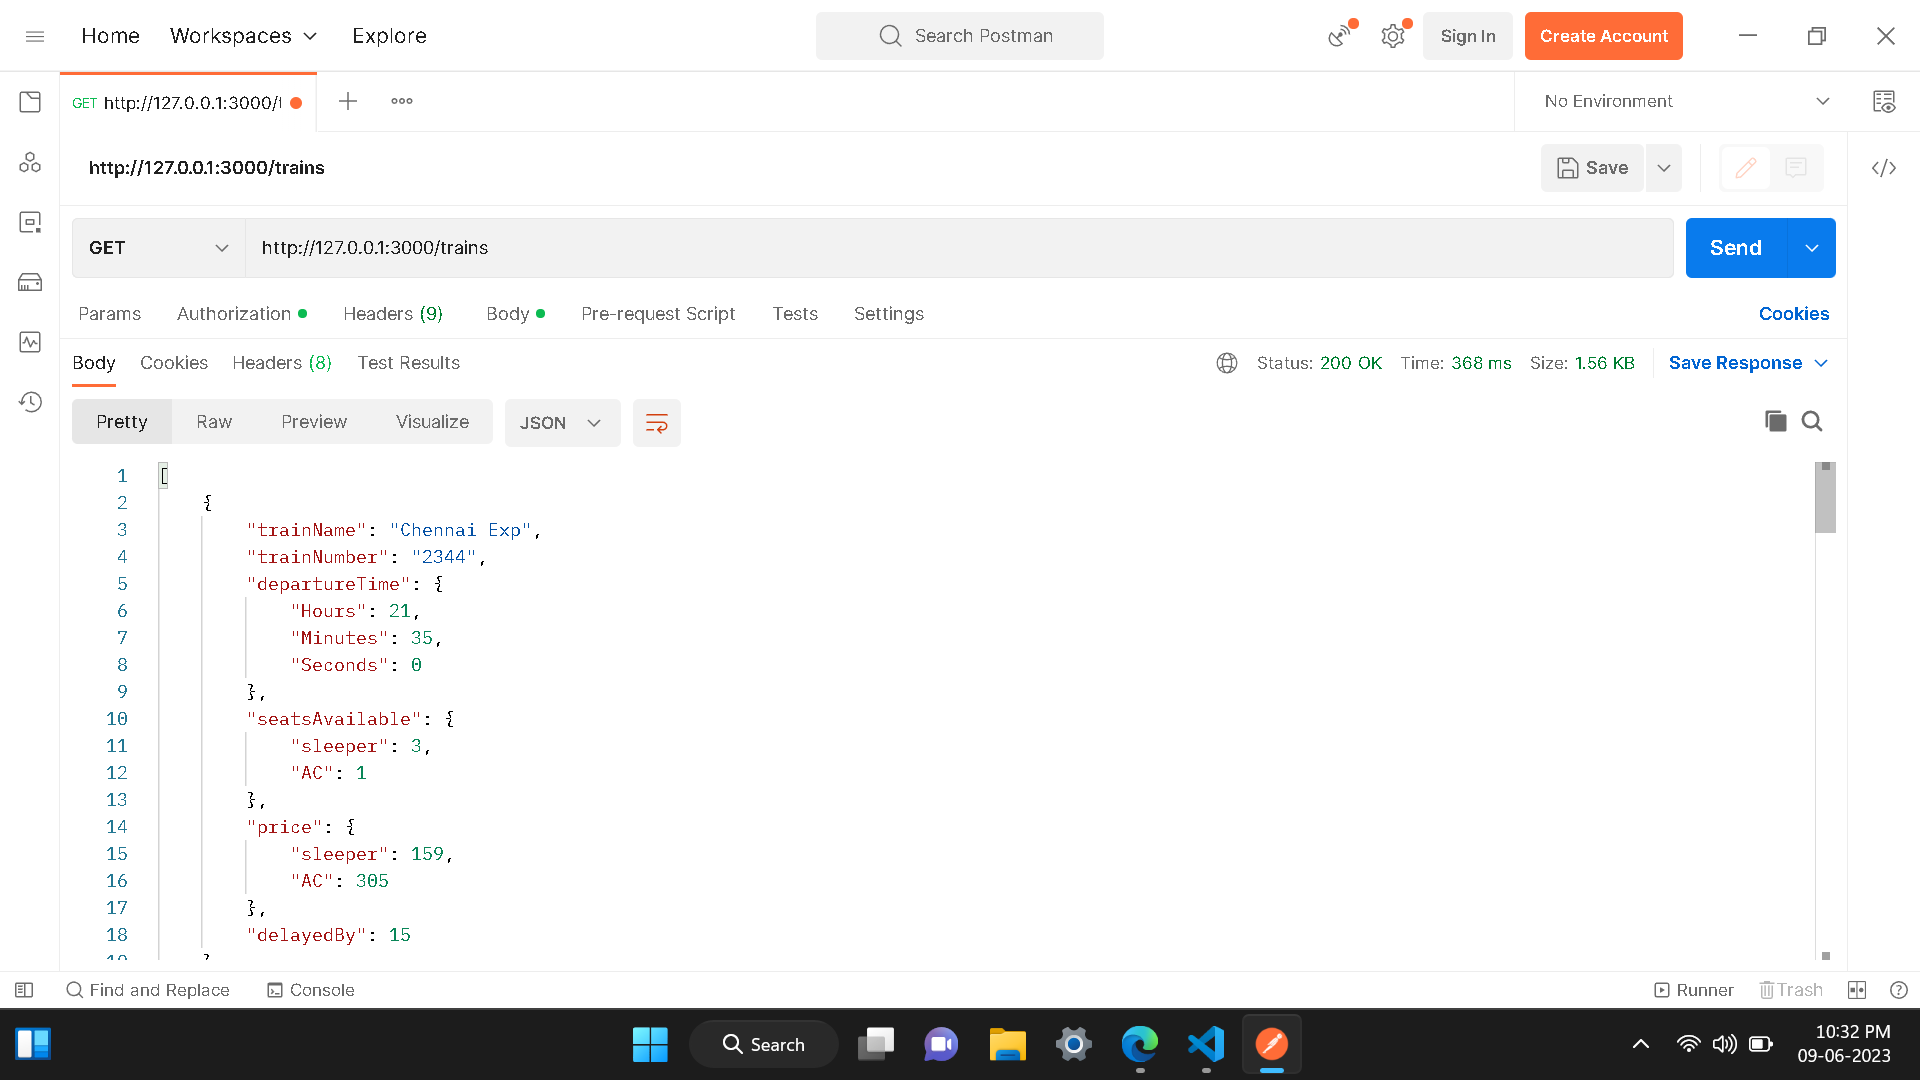 Home Workspaces Explore Search Postman Sign In Create Account
GET http://127.0.0.1:3000/t No Environment
http://127.0.0.1:3000/trains Save
GET http://127.0.0.1:3000/trains Send
Params Authorization Headers (9) Body Pre-request Script Tests Settings Cookies
Body Cookies Headers (8) Test Results Status: 200 OK Time: 368 ms Size: 1.56 KB Save Response
Pretty Raw Preview Visualize JSON
1 [
2 {
3 "trainName": "Chennai Exp",
4 "trainNumber": "2344",
5 "departureTime": {
6 "Hours": 21,
7 "Minutes": 35,
8 "Seconds": 0
9 },
10 "seatsAvailable": {
11 "sleeper": 3,
12 "AC": 1
13 },
14 "price": {
15 "sleeper": 159,
16 "AC": 305
17 },
18 "delayedBy": 15
Find and Replace Console Runner Trash
Search 10:32 PM
09-06-2023